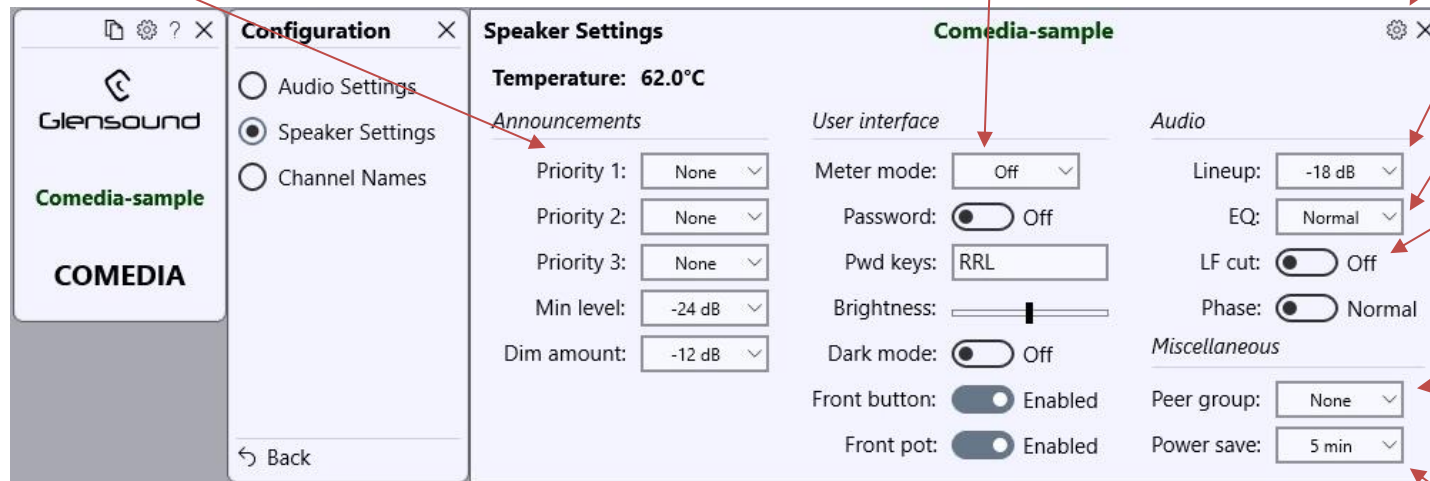 ? Configuration Speaker Settings Comedia-sample
Glensound
Comedia-sample
COMEDIA
Audio Settings
Speaker Settings
Channel Names
Back
Temperature: 62.0°C
Announcements
Priority 1: None
Priority 2: None
Priority 3: None
Min level: -24 dB
Dim amount: -12 dB
User interface
Meter mode: Off
Password: Off
Pwd keys: RRL
Brightness:
Dark mode: Off
Front button: Enabled
Front pot: Enabled
Audio
Lineup: -18 dB
EQ: Normal
LF cut: Off
Phase: Normal
Miscellaneous
Peer group: None
Power save: 5 min